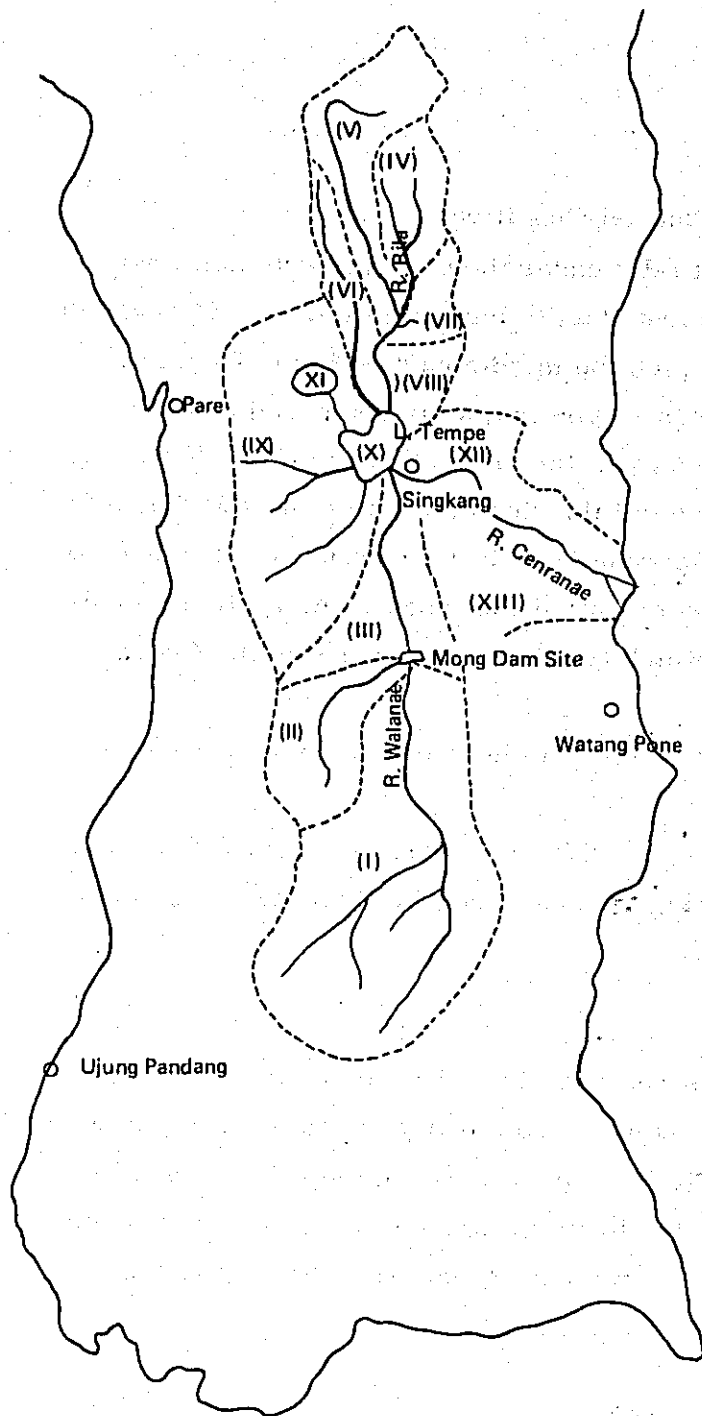 (V)
(IV)
R. Bila
(VI)
(VII)
(VIII)
XI
Pare
L. Tempe
(IX)
(X)
(XII)
Singkang
R. Cenranae
(XIII)
(III)
Mong Dam Site
(II)
R. Walanae
Watang Pone
(I)
Ujung Pandang